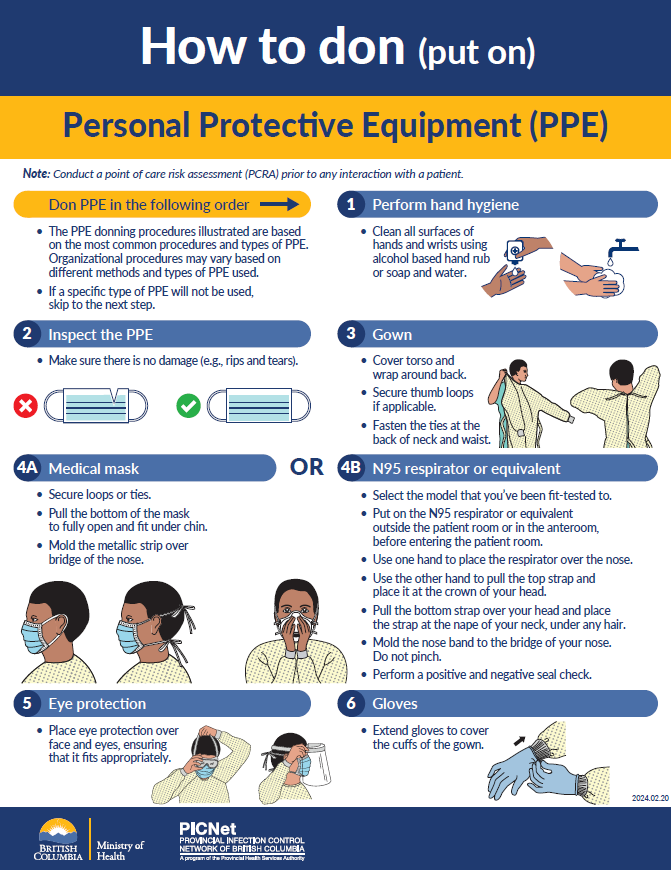 How to don (put on)
Personal Protective Equipment (PPE)
Note: Conduct a point of care risk assessment (PCRA) prior to any interaction with a patient.
Don PPE in the following order
• The PPE donning procedures illustrated are based
on the most common procedures and types of PPE.
Organizational procedures may vary based on
different methods and types of PPE used.
• If a specific type of PPE will not be used,
skip to the next step.
1 Perform hand hygiene
• Clean all surfaces of
hands and wrists using
alcohol based hand rub
or soap and water.
2 Inspect the PPE
• Make sure there is no damage (e.g., rips and tears).
3 Gown
• Cover torso and
wrap around back.
• Secure thumb loops
if applicable.
• Fasten the ties at the
back of neck and waist.
4A Medical mask
• Secure loops or ties.
• Pull the bottom of the mask
to fully open and fit under chin.
• Mold the metallic strip over
bridge of the nose.
OR
4B N95 respirator or equivalent
• Select the model that you've been fit-tested to.
• Put on the N95 respirator or equivalent
outside the patient room or in the anteroom,
before entering the patient room.
• Use one hand to place the respirator over the nose.
• Use the other hand to pull the top strap and
place it at the crown of your head.
• Pull the bottom strap over your head and place
the strap at the nape of your neck, under any hair.
• Mold the nose band to the bridge of your nose.
Do not pinch.
• Perform a positive and negative seal check.
5 Eye protection
• Place eye protection over
face and eyes, ensuring
that it fits appropriately.
6 Gloves
• Extend gloves to cover
the cuffs of the gown.
2024.02.20
BRITISH
COLUMBIA
Ministry of
Health
PICNet
PROVINCIAL INFECTION CONTROL
NETWORK OF BRITISH COLUMBIA
A program of the Provincial Health Services Authority